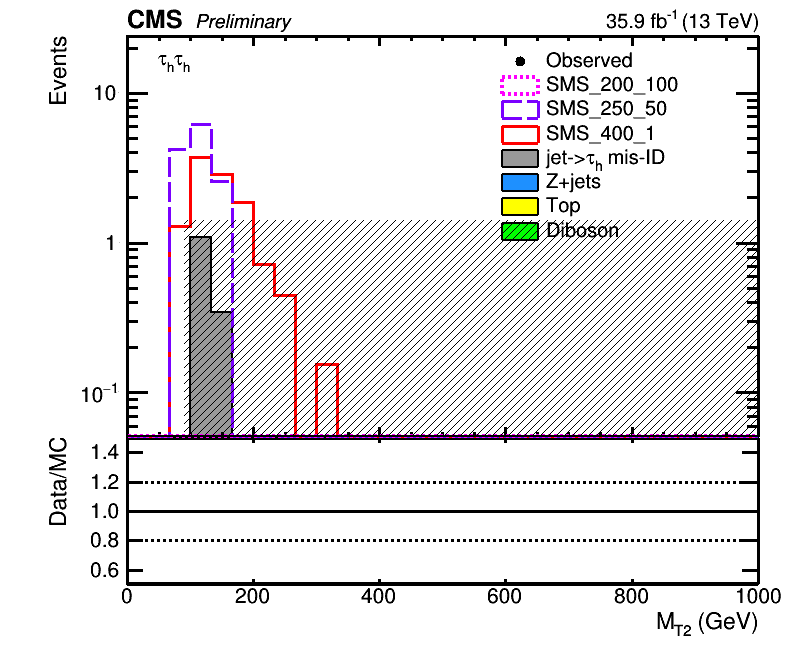 CMS Preliminary 35.9 fb⁻¹ (13 TeV)
Events
τhτh
Observed
SMS_200_100
SMS_250_50
SMS_400_1
jet->τh mis-ID
Z+jets
Top
Diboson
10
1
10⁻¹
Data/MC
1.4
1.2
1.0
0.8
0.6
0 200 400 600 800 1000
MT2 (GeV)